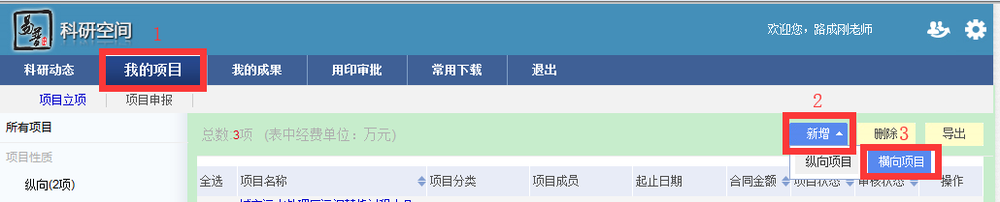 易普 科研空间
1
欢迎您，路成刚老师
科研动态 我的项目 我的成果 用印审批 常用下载 退出
项目立项 项目申报
2
所有项目
总数:3项 (表中经费单位：万元)
新增 删除 3 导出
项目性质
纵向项目 横向项目
纵向(2项)
全选 项目名称 项目分类 项目成员 起止日期 合同金额 项目状态 审核状态 操作